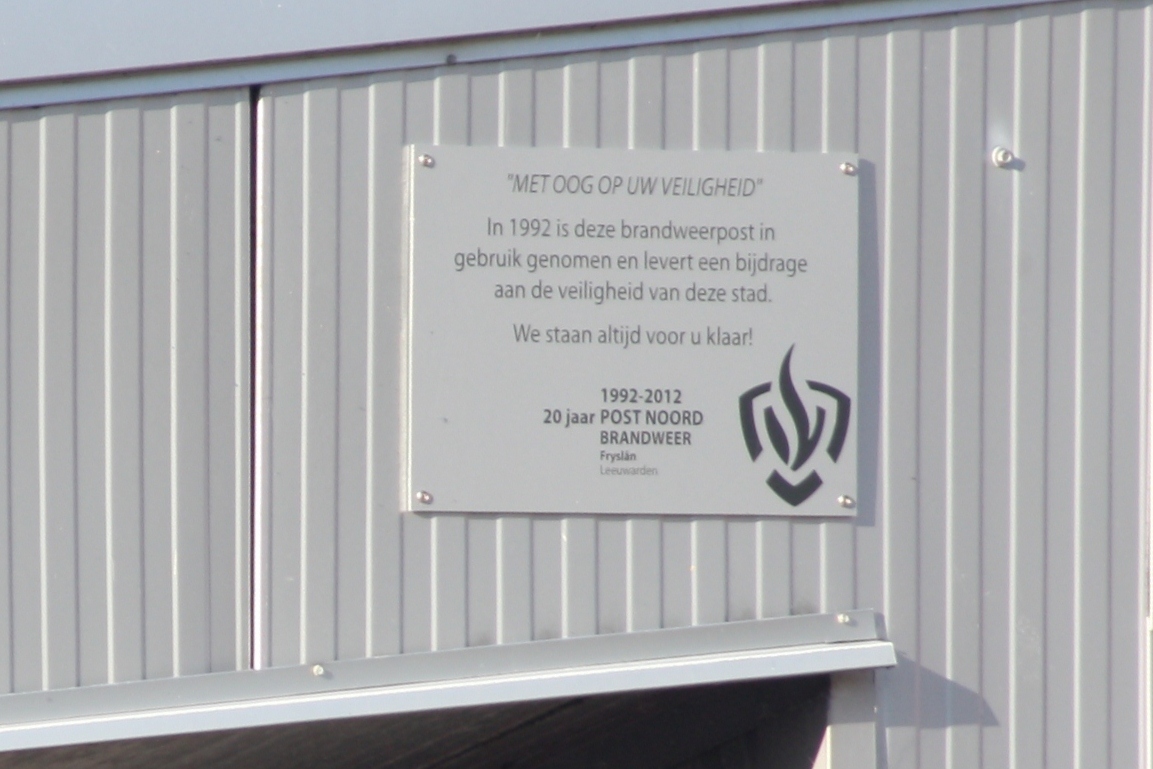 "MET OOG OP UW VEILIGHEID"
In 1992 is deze brandweerpost in
gebruik genomen en levert een bijdrage
aan de veiligheid van deze stad.
We staan altijd voor u klaar!
1992-2012
20 jaar POST NOORD
BRANDWEER
Fryslân
Leeuwarden